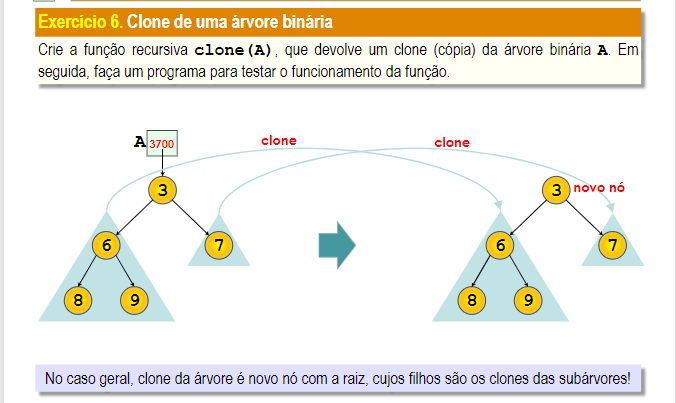 Exercício 6. Clone de uma árvore binária
Crie a função recursiva clone(A), que devolve um clone (cópia) da árvore binária A. Em
seguida, faça um programa para testar o funcionamento da função.
A 3700
clone
clone
3
6
7
8
9
3 novo nó
6
7
8
9
No caso geral, clone da árvore é novo nó com a raiz, cujos filhos são os clones das subárvores!